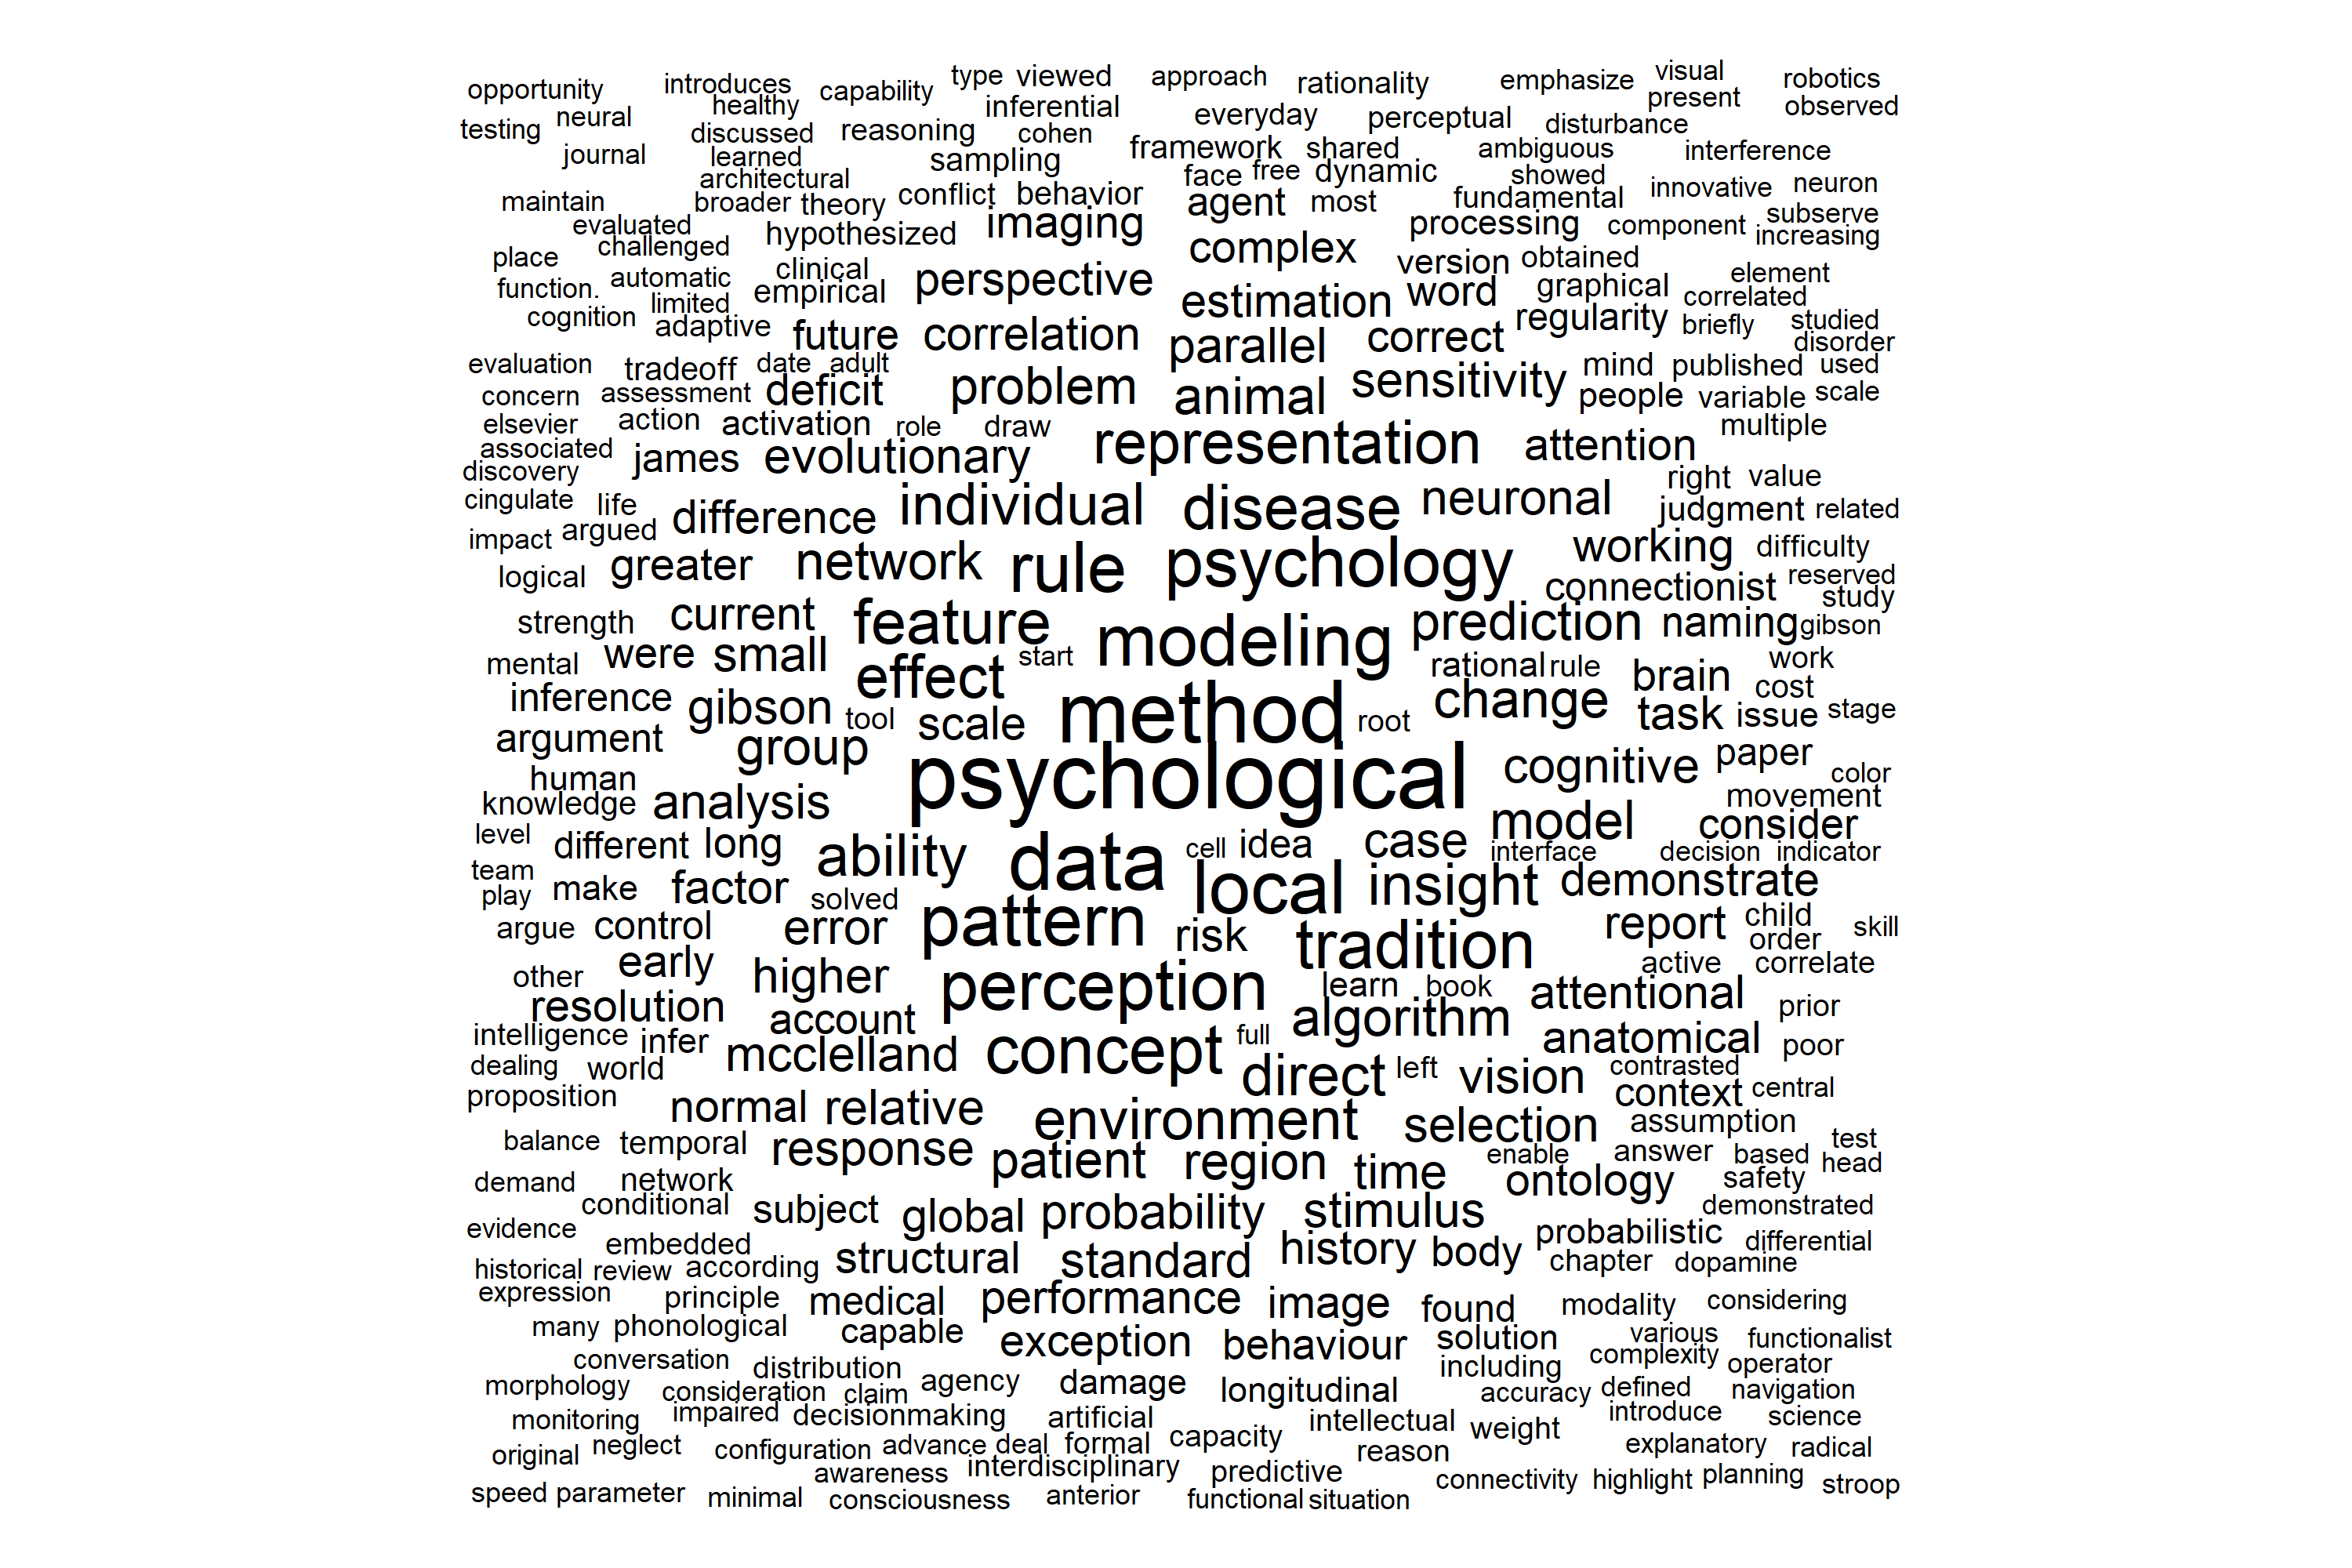 opportunity introduces type viewed approach rationality emphasize visual robotics
healthy capability inferential present observed
testing neural discussed reasoning cohen everyday perceptual disturbance
journal learned sampling framework shared ambiguous interference
architectural face free dynamic showed
maintain broader theory conflict behavior agent most fundamental innovative neuron
evaluated hypothesized imaging processing component subserve
challenged complex increasing
place clinical version obtained
function. automatic perspective element
limited empirical estimation word graphical correlated
cognition adaptive future correlation parallel correct regularity briefly studied
disorder
evaluation tradeoff date adult mind published used
concern assessment deficit problem animal sensitivity people variable scale
elsevier action activation role draw multiple
associated james evolutionary representation attention
discovery right value
cingulate life difference individual disease neuronal judgment related
impact argued
logical greater network rule psychology working difficulty
connectionist reserved
study
strength current feature modeling prediction naming gibson
mental were small effect start rational rule brain work
inference gibson tool scale method root change task issue cost stage
argument group
human psychological cognitive paper color
knowledge analysis movement
level different long ability data cell idea case model consider
interface decision indicator
team make factor local insight demonstrate
play solved
argue control error pattern risk tradition report child order skill
other early higher perception learn book active correlate
resolution account algorithm attentional prior
intelligence infer mcclelland concept full anatomical poor
dealing world direct left vision contrasted
proposition normal relative environment selection context central
assumption
balance temporal response patient region time enable answer based test
demand network ontology safety head
conditional subject global probability stimulus demonstrated
evidence embedded probabilistic differential
historical review according structural standard history body chapter dopamine
expression principle medical performance image found modality considering
many phonological capable exception behaviour solution various functionalist
conversation distribution including complexity operator
morphology consideration claim agency damage longitudinal accuracy defined navigation
monitoring impaired decisionmaking artificial intellectual weight introduce science
original neglect configuration advance deal formal capacity reason explanatory radical
awareness interdisciplinary predictive connectivity highlight planning stroop
speed parameter minimal consciousness anterior functional situation